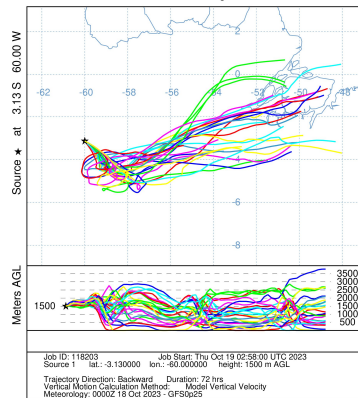 2
-62 -60 -58 -56 -54 -52 -50 -48
-6
-8
Source ★ at 3.13 S 60.00 W
Meters AGL
1500
3500
3000
2500
2000
1500
1000
500
Job ID: 118203 Job Start: Thu Oct 19 02:58:00 UTC 2023
Source 1 lat.: -3.130000 lon.: -60.000000 height: 1500 m AGL
Trajectory Direction: Backward Duration: 72 hrs
Vertical Motion Calculation Method: Model Vertical Velocity
Meteorology: 0000Z 18 Oct 2023 - GFS0p25